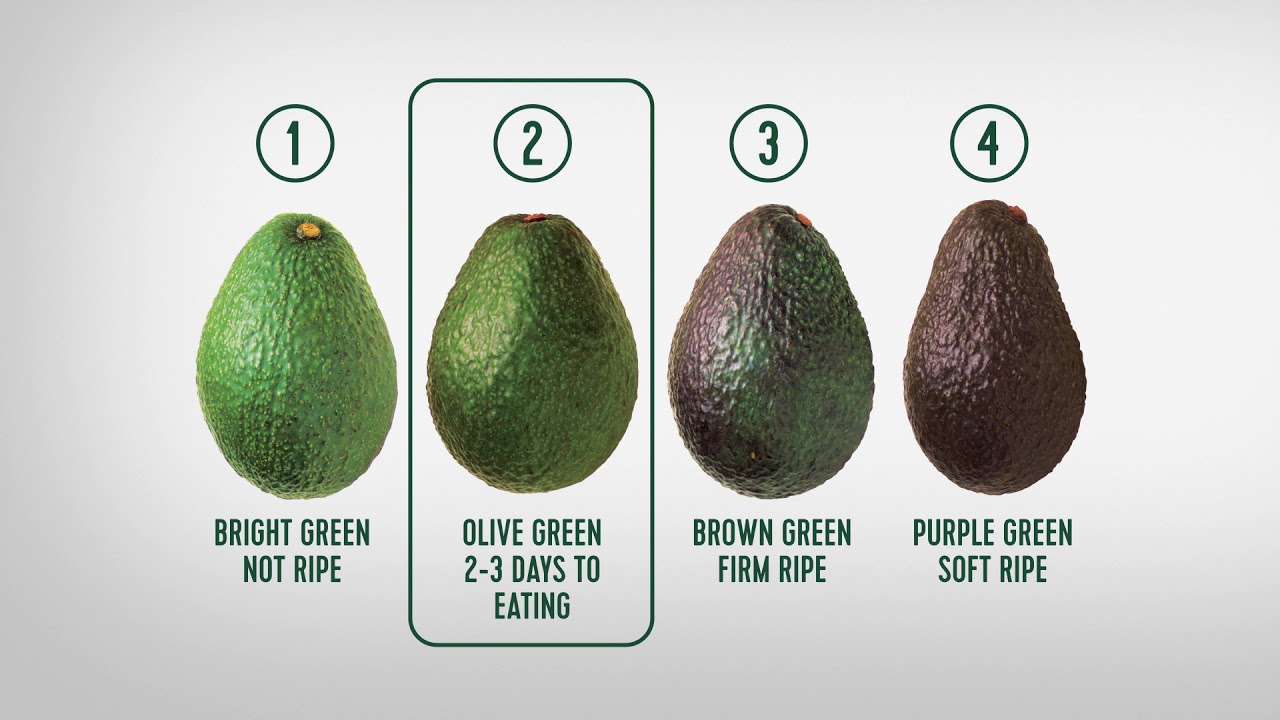 1
BRIGHT GREEN
NOT RIPE
2
OLIVE GREEN
2-3 DAYS TO
EATING
3
BROWN GREEN
FIRM RIPE
4
PURPLE GREEN
SOFT RIPE